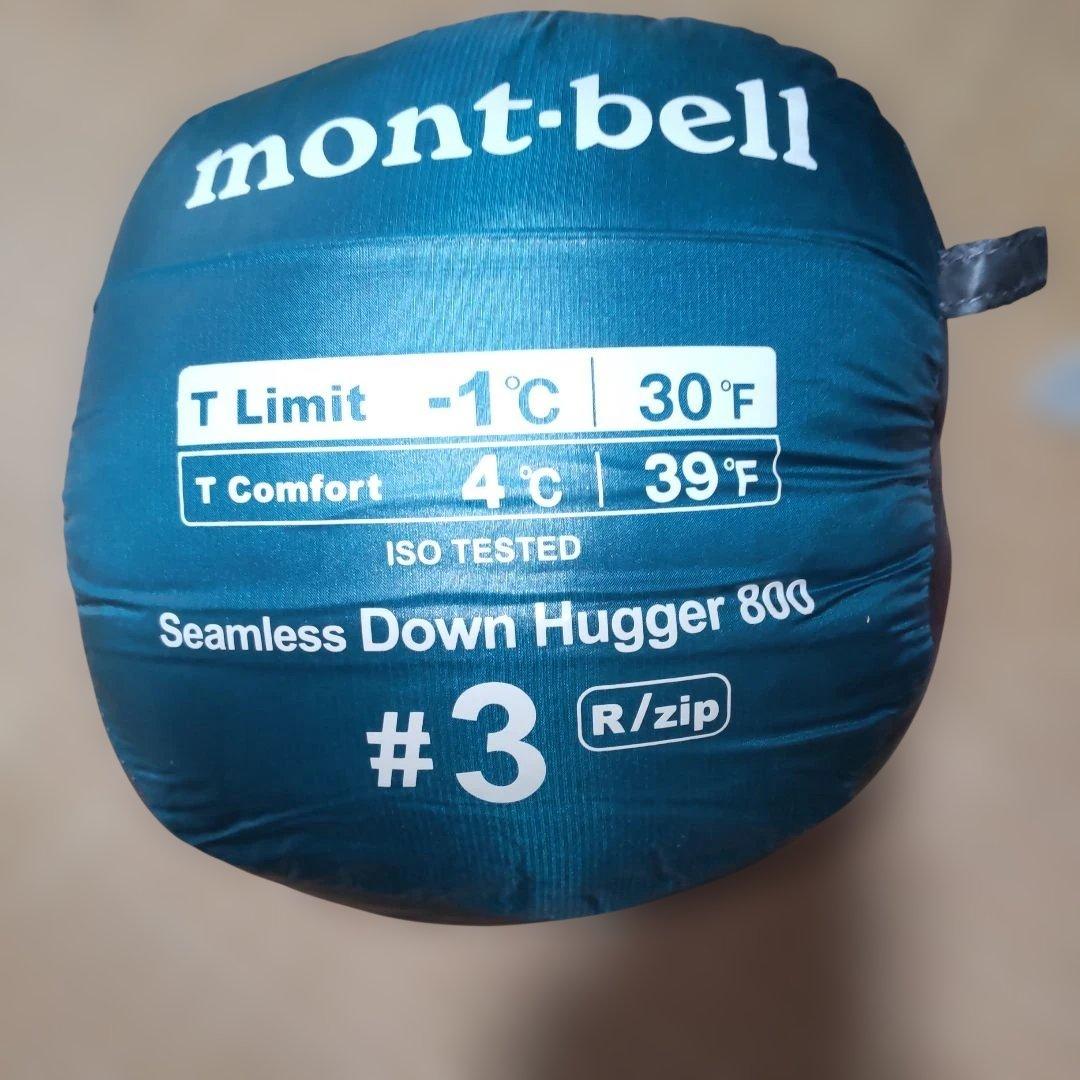 mont-bell
T Limit -1°C | 30°F
T Comfort 4°C | 39°F
ISO TESTED
Seamless Down Hugger 800
#3 R/zip